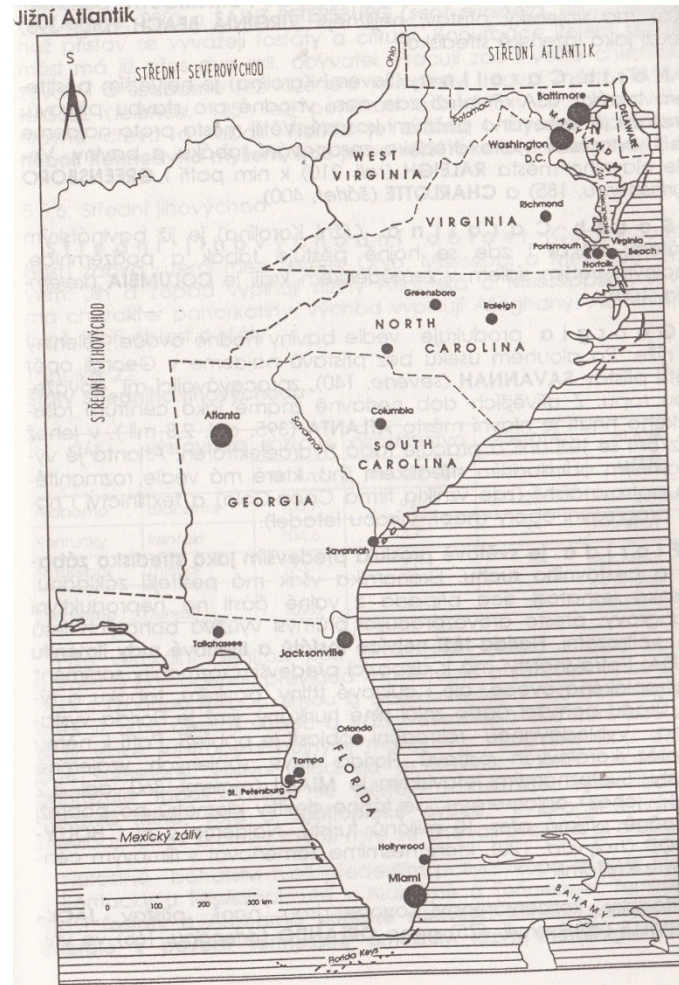 Jižní Atlantik
S
STŘEDNÍ SEVEROVÝCHOD
STŘEDNÍ ATLANTIK
Ohio
Potomac
Baltimore
MARYLAND
DELAWARE
Washington
D.C.
WEST
VIRGINIA
VIRGINIA
Richmond
Portsmouth
Virginia
Beach
Norfolk
Greensboro
Raleigh
NORTH
CAROLINA
STŘEDNÍ JIHOVÝCHOD
Atlanta
Savannah
Columbia
SOUTH
CAROLINA
GEORGIA
Savannah
Tallahassee
Jacksonville
Orlando
FLORIDA
Tampa
St. Petersburg
Mexický záliv
Hollywood
0 100 200 300 km
Miami
BAHAMY
Florida Keys